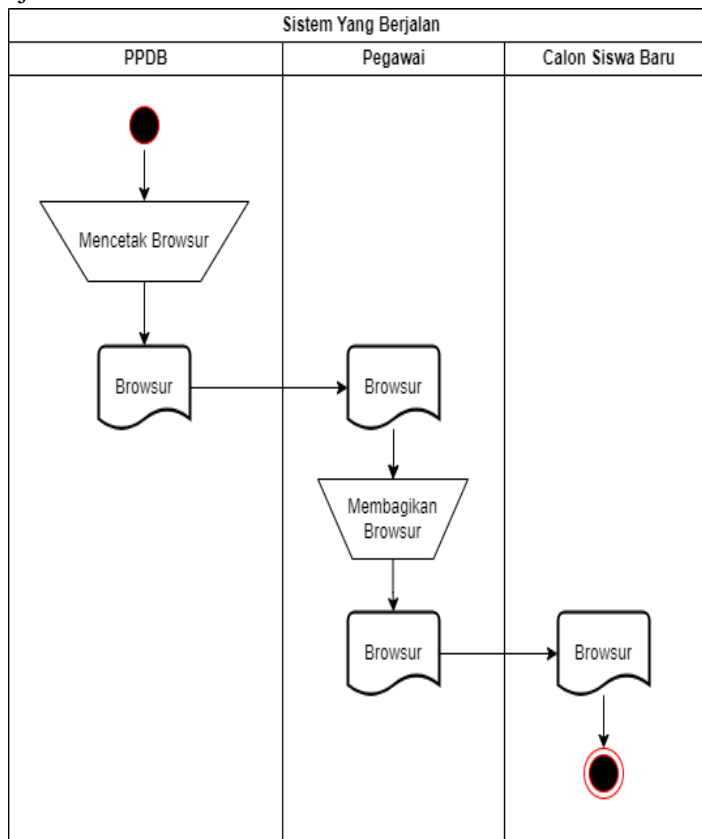 Sistem Yang Berjalan
PPDB
Pegawai
Calon Siswa Baru
Mencetak Browsur
Browsur
Browsur
Membagikan
Browsur
Browsur
Browsur